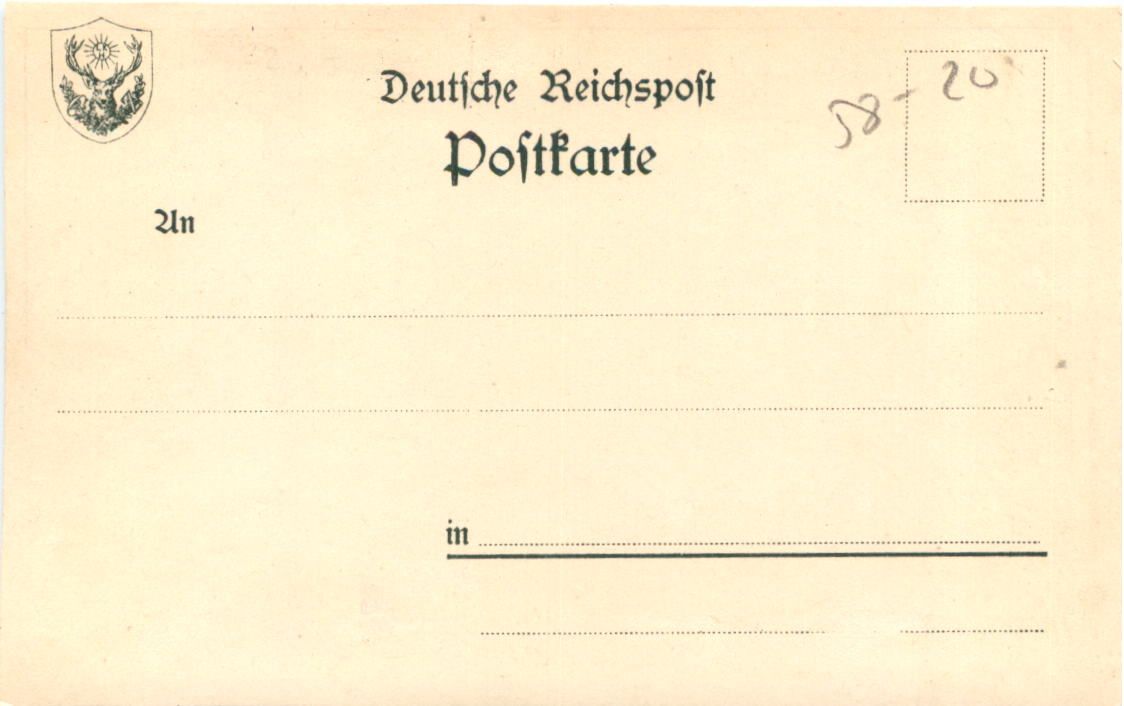 Deutſche Reichspoſt
58-20
Poſtkarte
An
in